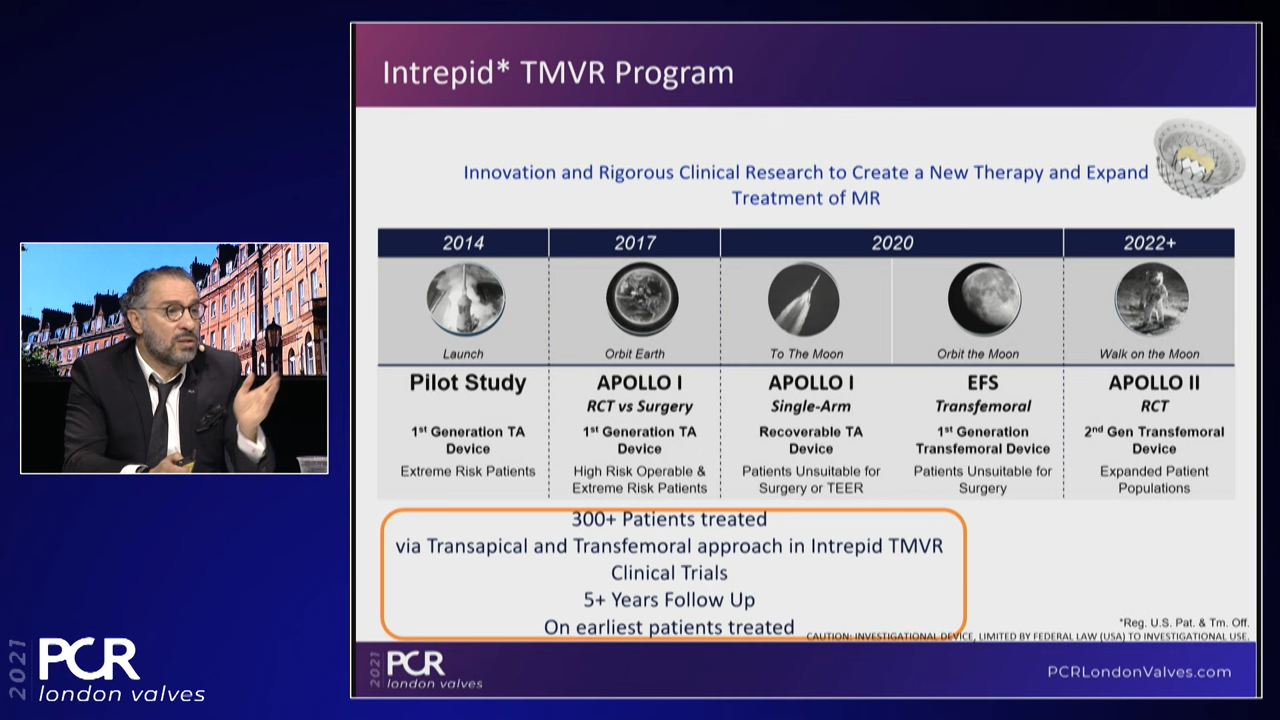 Intrepid* TMVR Program
Innovation and Rigorous Clinical Research to Create a New Therapy and Expand
Treatment of MR
2014
2017
2020
2022+
Launch
Orbit Earth
To The Moon
Orbit the Moon
Walk on the Moon
Pilot Study
1st Generation TA
Device
Extreme Risk Patients
APOLLO I
RCT vs Surgery
1st Generation TA
Device
High Risk Operable &
Extreme Risk Patients
APOLLO I
Single-Arm
Recoverable TA
Device
Patients Unsuitable for
Surgery or TEER
EFS
Transfemoral
1st Generation
Transfemoral Device
Patients Unsuitable for
Surgery
APOLLO II
RCT
2nd Gen Transfemoral
Device
Expanded Patient
Populations
300+ Patients treated
via Transapical and Transfemoral approach in Intrepid TMVR
Clinical Trials
5+ Years Follow Up
On earliest patients treated
*Reg. U.S. Pat. & Tm. Off.
CAUTION: INVESTIGATIONAL DEVICE, LIMITED BY FEDERAL LAW (USA) TO INVESTIGATIONAL USE.
2021
PCR
london valves
PCRLondonValves.com
2021
PCR
london valves